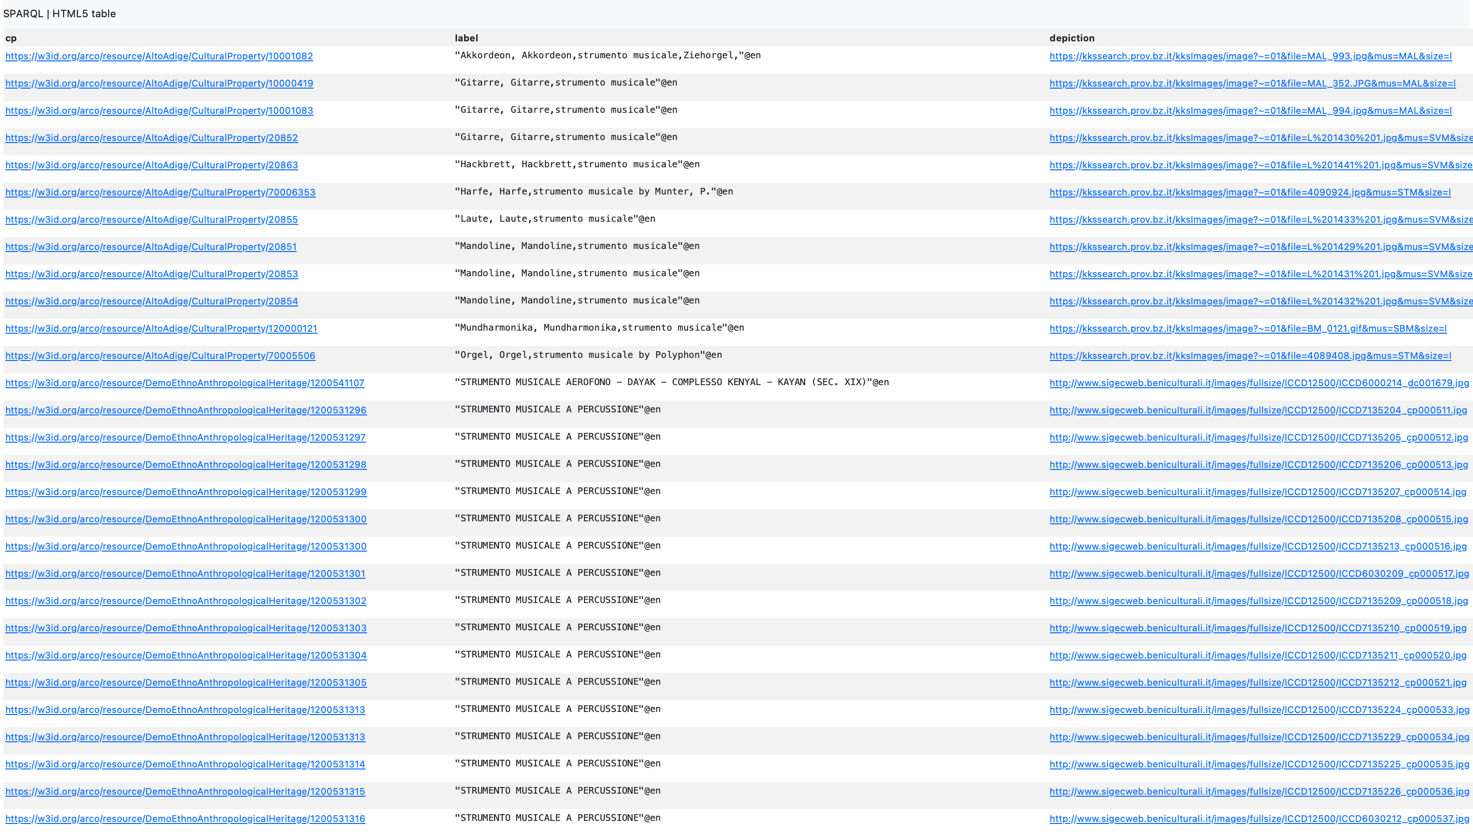 SPARQL | HTML5 table
cp label depiction
https://w3id.org/arco/resource/AltoAdige/CulturalProperty/10001082 "Akkordeon, Akkordeon,strumento musicale,Ziehorgel,"@en https://kkssearch.prov.bz.it/kksImages/image?~=01&file=MAL_993.jpg&mus=MAL&size=l
https://w3id.org/arco/resource/AltoAdige/CulturalProperty/10000419 "Gitarre, Gitarre,strumento musicale"@en https://kkssearch.prov.bz.it/kksImages/image?~=01&file=MAL_352.JPG&mus=MAL&size=l
https://w3id.org/arco/resource/AltoAdige/CulturalProperty/10001083 "Gitarre, Gitarre,strumento musicale"@en https://kkssearch.prov.bz.it/kksImages/image?~=01&file=MAL_994.jpg&mus=MAL&size=l
https://w3id.org/arco/resource/AltoAdige/CulturalProperty/20852 "Gitarre, Gitarre,strumento musicale"@en https://kkssearch.prov.bz.it/kksImages/image?~=01&file=L%201430%201.jpg&mus=SVM&size
https://w3id.org/arco/resource/AltoAdige/CulturalProperty/20863 "Hackbrett, Hackbrett,strumento musicale"@en https://kkssearch.prov.bz.it/kksImages/image?~=01&file=L%201441%201.jpg&mus=SVM&size
https://w3id.org/arco/resource/AltoAdige/CulturalProperty/70006353 "Harfe, Harfe,strumento musicale by Munter, P."@en https://kkssearch.prov.bz.it/kksImages/image?~=01&file=4090924.jpg&mus=STM&size=l
https://w3id.org/arco/resource/AltoAdige/CulturalProperty/20855 "Laute, Laute,strumento musicale"@en https://kkssearch.prov.bz.it/kksImages/image?~=01&file=L%201433%201.jpg&mus=SVM&size
https://w3id.org/arco/resource/AltoAdige/CulturalProperty/20851 "Mandoline, Mandoline,strumento musicale"@en https://kkssearch.prov.bz.it/kksImages/image?~=01&file=L%201429%201.jpg&mus=SVM&size
https://w3id.org/arco/resource/AltoAdige/CulturalProperty/20853 "Mandoline, Mandoline,strumento musicale"@en https://kkssearch.prov.bz.it/kksImages/image?~=01&file=L%201431%201.jpg&mus=SVM&size
https://w3id.org/arco/resource/AltoAdige/CulturalProperty/20854 "Mandoline, Mandoline,strumento musicale"@en https://kkssearch.prov.bz.it/kksImages/image?~=01&file=L%201432%201.jpg&mus=SVM&size
https://w3id.org/arco/resource/AltoAdige/CulturalProperty/120000121 "Mundharmonika, Mundharmonika,strumento musicale"@en https://kkssearch.prov.bz.it/kksImages/image?~=01&file=BM_0121.gif&mus=SBM&size=l
https://w3id.org/arco/resource/AltoAdige/CulturalProperty/70005506 "Orgel, Orgel,strumento musicale by Polyphon"@en https://kkssearch.prov.bz.it/kksImages/image?~=01&file=4089408.jpg&mus=STM&size=l
https://w3id.org/arco/resource/DemoEthnoAnthropologicalHeritage/1200541107 "STRUMENTO MUSICALE AEROFONO – DAYAK – COMPLESSO KENYAL – KAYAN (SEC. XIX)"@en http://www.sigecweb.beniculturali.it/images/fullsize/ICCD12500/ICCD6000214_dc001679.jpg
https://w3id.org/arco/resource/DemoEthnoAnthropologicalHeritage/1200531296 "STRUMENTO MUSICALE A PERCUSSIONE"@en http://www.sigecweb.beniculturali.it/images/fullsize/ICCD12500/ICCD7135204_cp000511.jpg
https://w3id.org/arco/resource/DemoEthnoAnthropologicalHeritage/1200531297 "STRUMENTO MUSICALE A PERCUSSIONE"@en http://www.sigecweb.beniculturali.it/images/fullsize/ICCD12500/ICCD7135205_cp000512.jpg
https://w3id.org/arco/resource/DemoEthnoAnthropologicalHeritage/1200531298 "STRUMENTO MUSICALE A PERCUSSIONE"@en http://www.sigecweb.beniculturali.it/images/fullsize/ICCD12500/ICCD7135206_cp000513.jpg
https://w3id.org/arco/resource/DemoEthnoAnthropologicalHeritage/1200531299 "STRUMENTO MUSICALE A PERCUSSIONE"@en http://www.sigecweb.beniculturali.it/images/fullsize/ICCD12500/ICCD7135207_cp000514.jpg
https://w3id.org/arco/resource/DemoEthnoAnthropologicalHeritage/1200531300 "STRUMENTO MUSICALE A PERCUSSIONE"@en http://www.sigecweb.beniculturali.it/images/fullsize/ICCD12500/ICCD7135208_cp000515.jpg
https://w3id.org/arco/resource/DemoEthnoAnthropologicalHeritage/1200531300 "STRUMENTO MUSICALE A PERCUSSIONE"@en http://www.sigecweb.beniculturali.it/images/fullsize/ICCD12500/ICCD7135213_cp000516.jpg
https://w3id.org/arco/resource/DemoEthnoAnthropologicalHeritage/1200531301 "STRUMENTO MUSICALE A PERCUSSIONE"@en http://www.sigecweb.beniculturali.it/images/fullsize/ICCD12500/ICCD6030209_cp000517.jpg
https://w3id.org/arco/resource/DemoEthnoAnthropologicalHeritage/1200531302 "STRUMENTO MUSICALE A PERCUSSIONE"@en http://www.sigecweb.beniculturali.it/images/fullsize/ICCD12500/ICCD7135209_cp000518.jpg
https://w3id.org/arco/resource/DemoEthnoAnthropologicalHeritage/1200531303 "STRUMENTO MUSICALE A PERCUSSIONE"@en http://www.sigecweb.beniculturali.it/images/fullsize/ICCD12500/ICCD7135210_cp000519.jpg
https://w3id.org/arco/resource/DemoEthnoAnthropologicalHeritage/1200531304 "STRUMENTO MUSICALE A PERCUSSIONE"@en http://www.sigecweb.beniculturali.it/images/fullsize/ICCD12500/ICCD7135211_cp000520.jpg
https://w3id.org/arco/resource/DemoEthnoAnthropologicalHeritage/1200531305 "STRUMENTO MUSICALE A PERCUSSIONE"@en http://www.sigecweb.beniculturali.it/images/fullsize/ICCD12500/ICCD7135212_cp000521.jpg
https://w3id.org/arco/resource/DemoEthnoAnthropologicalHeritage/1200531313 "STRUMENTO MUSICALE A PERCUSSIONE"@en http://www.sigecweb.beniculturali.it/images/fullsize/ICCD12500/ICCD7135224_cp000533.jpg
https://w3id.org/arco/resource/DemoEthnoAnthropologicalHeritage/1200531313 "STRUMENTO MUSICALE A PERCUSSIONE"@en http://www.sigecweb.beniculturali.it/images/fullsize/ICCD12500/ICCD7135229_cp000534.jpg
https://w3id.org/arco/resource/DemoEthnoAnthropologicalHeritage/1200531314 "STRUMENTO MUSICALE A PERCUSSIONE"@en http://www.sigecweb.beniculturali.it/images/fullsize/ICCD12500/ICCD7135225_cp000535.jpg
https://w3id.org/arco/resource/DemoEthnoAnthropologicalHeritage/1200531315 "STRUMENTO MUSICALE A PERCUSSIONE"@en http://www.sigecweb.beniculturali.it/images/fullsize/ICCD12500/ICCD7135226_cp000536.jpg
https://w3id.org/arco/resource/DemoEthnoAnthropologicalHeritage/1200531316 "STRUMENTO MUSICALE A PERCUSSIONE"@en http://www.sigecweb.beniculturali.it/images/fullsize/ICCD12500/ICCD6030212_cp000537.jpg